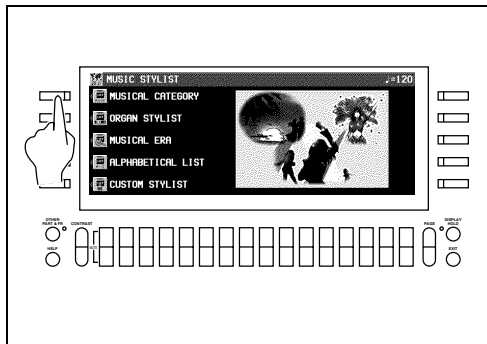 MUSIC STYLIST ♩=120
MUSICAL CATEGORY
ORGAN STYLIST
MUSICAL ERA
ALPHABETICAL LIST
CUSTOM STYLIST
OTHER
PART & FR
CONTRAST
PAGE
DISPLAY
HOLD
HELP
EXIT